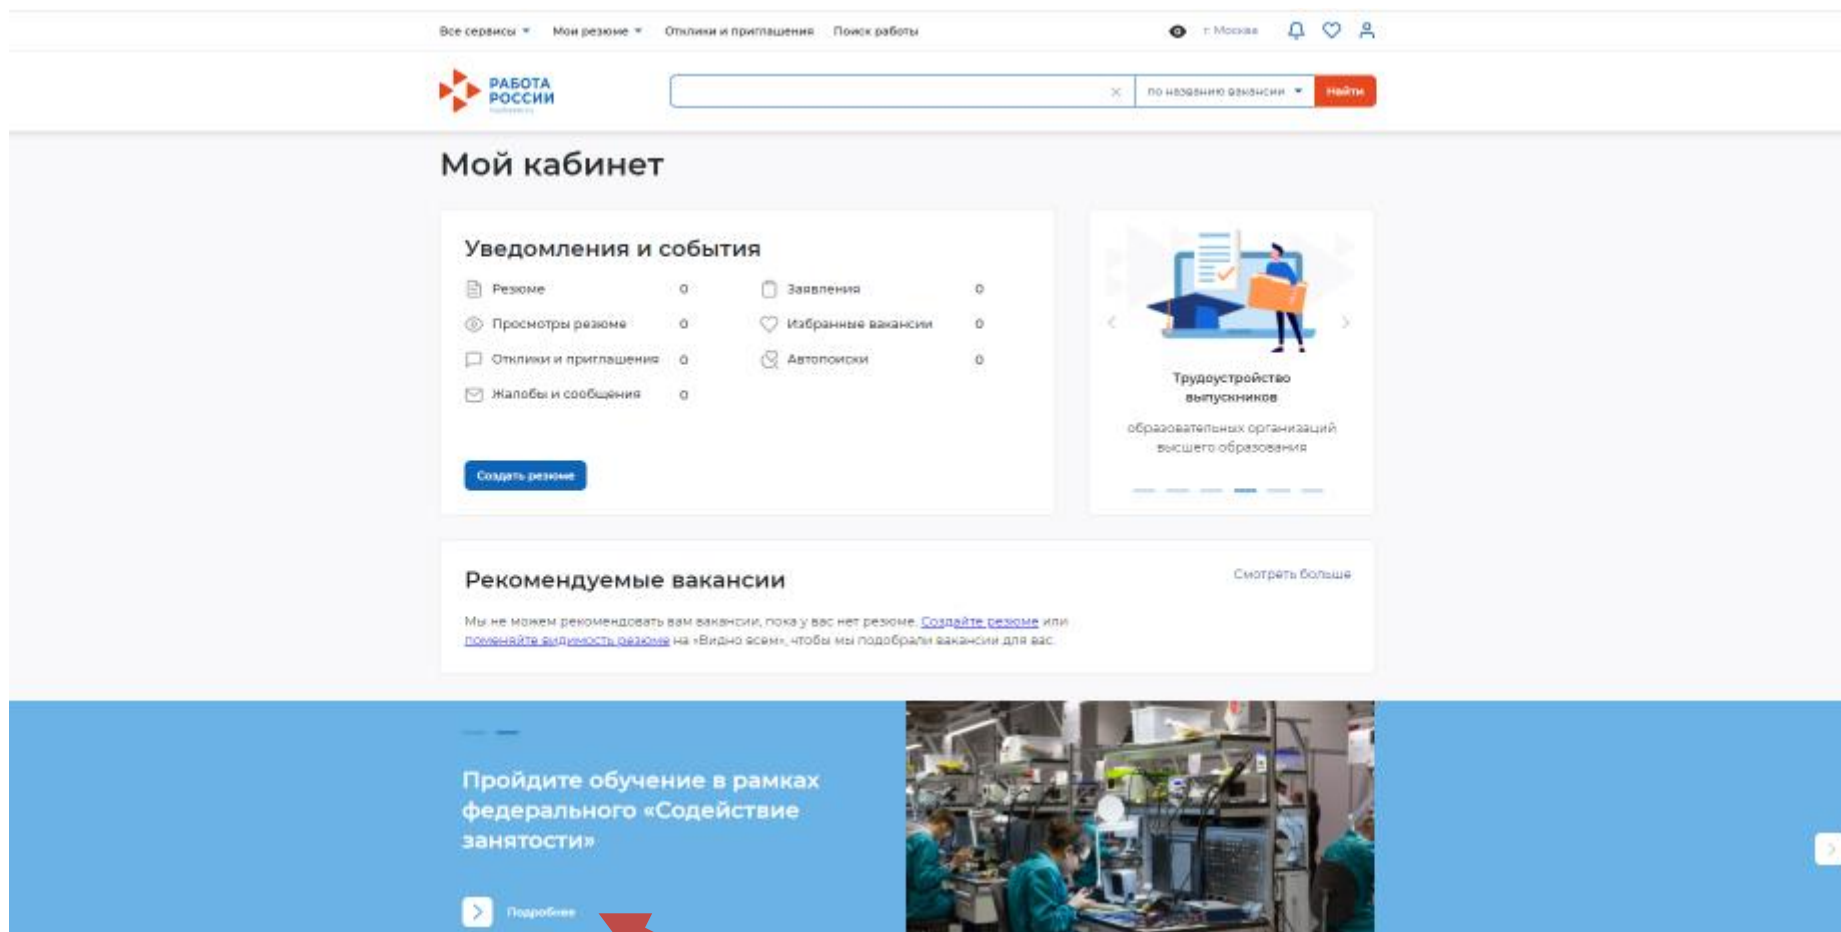 Все сервисы Мои резюме Отклики и приглашения Поиск работы г. Москва
РАБОТА
РОССИИ
по названию вакансии Найти
Мой кабинет
Уведомления и события
Резюме 0 Заявления 0
Просмотры резюме 0 Избранные вакансии 0
Отклики и приглашения 0 Автопоиски 0
Жалобы и сообщения 0
Создать резюме
Трудоустройство
выпускников
образовательных организаций
высшего образования
Рекомендуемые вакансии Смотреть больше
Мы не можем рекомендовать вам вакансии, пока у вас нет резюме. Создайте резюме или
поменяйте видимость резюме на «Видно всем», чтобы мы подобрали вакансии для вас.
Пройдите обучение в рамках
федерального «Содействие
занятости»
Подробнее